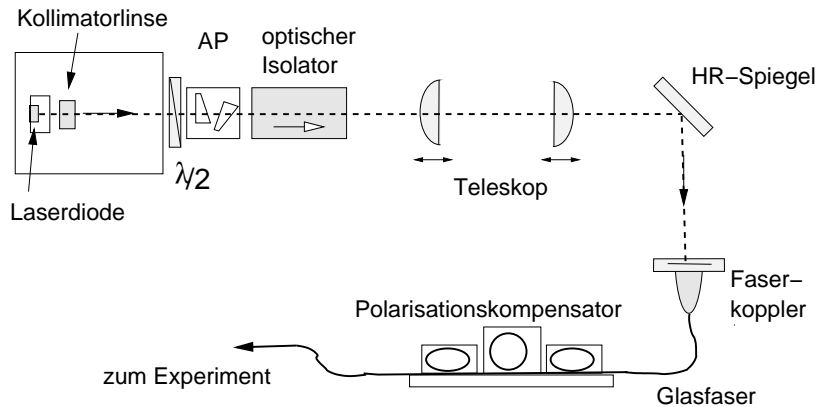 Kollimatorlinse
AP
optischer
Isolator
HR−Spiegel
λ/2
Teleskop
Laserdiode
Faser−
koppler
Polarisationskompensator
zum Experiment
Glasfaser